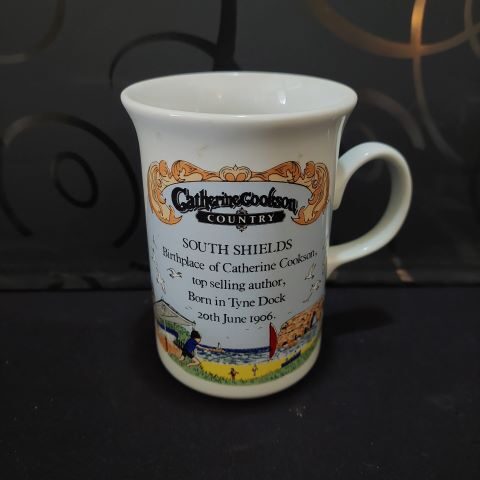 Catherine Cookson
COUNTRY
SOUTH SHIELDS
Birthplace of Catherine Cookson,
top selling author,
Born in Tyne Dock
20th June 1906.